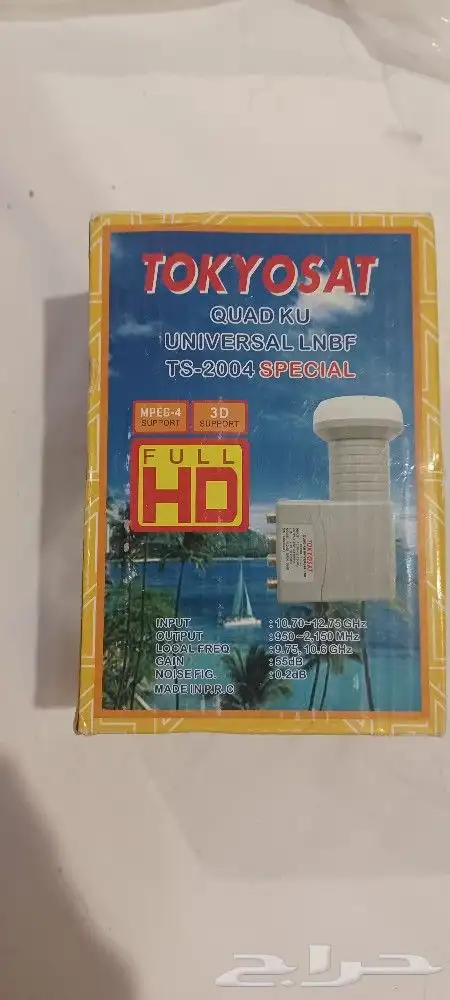 TOKYOSAT
QUAD KU
UNIVERSAL LNBF
TS-2004 SPECIAL
MPEG-4
SUPPORT
3D
SUPPORT
FULL
HD
TOKYOSAT
INPUT : 10.70~12.75 GHz
OUTPUT : 950~2,150 MHz
LOCAL FREQ : 9.75, 10.6 GHz
GAIN : 55dB
NOISE FIG. : 0.2dB
MADE IN P.R.C
حراج